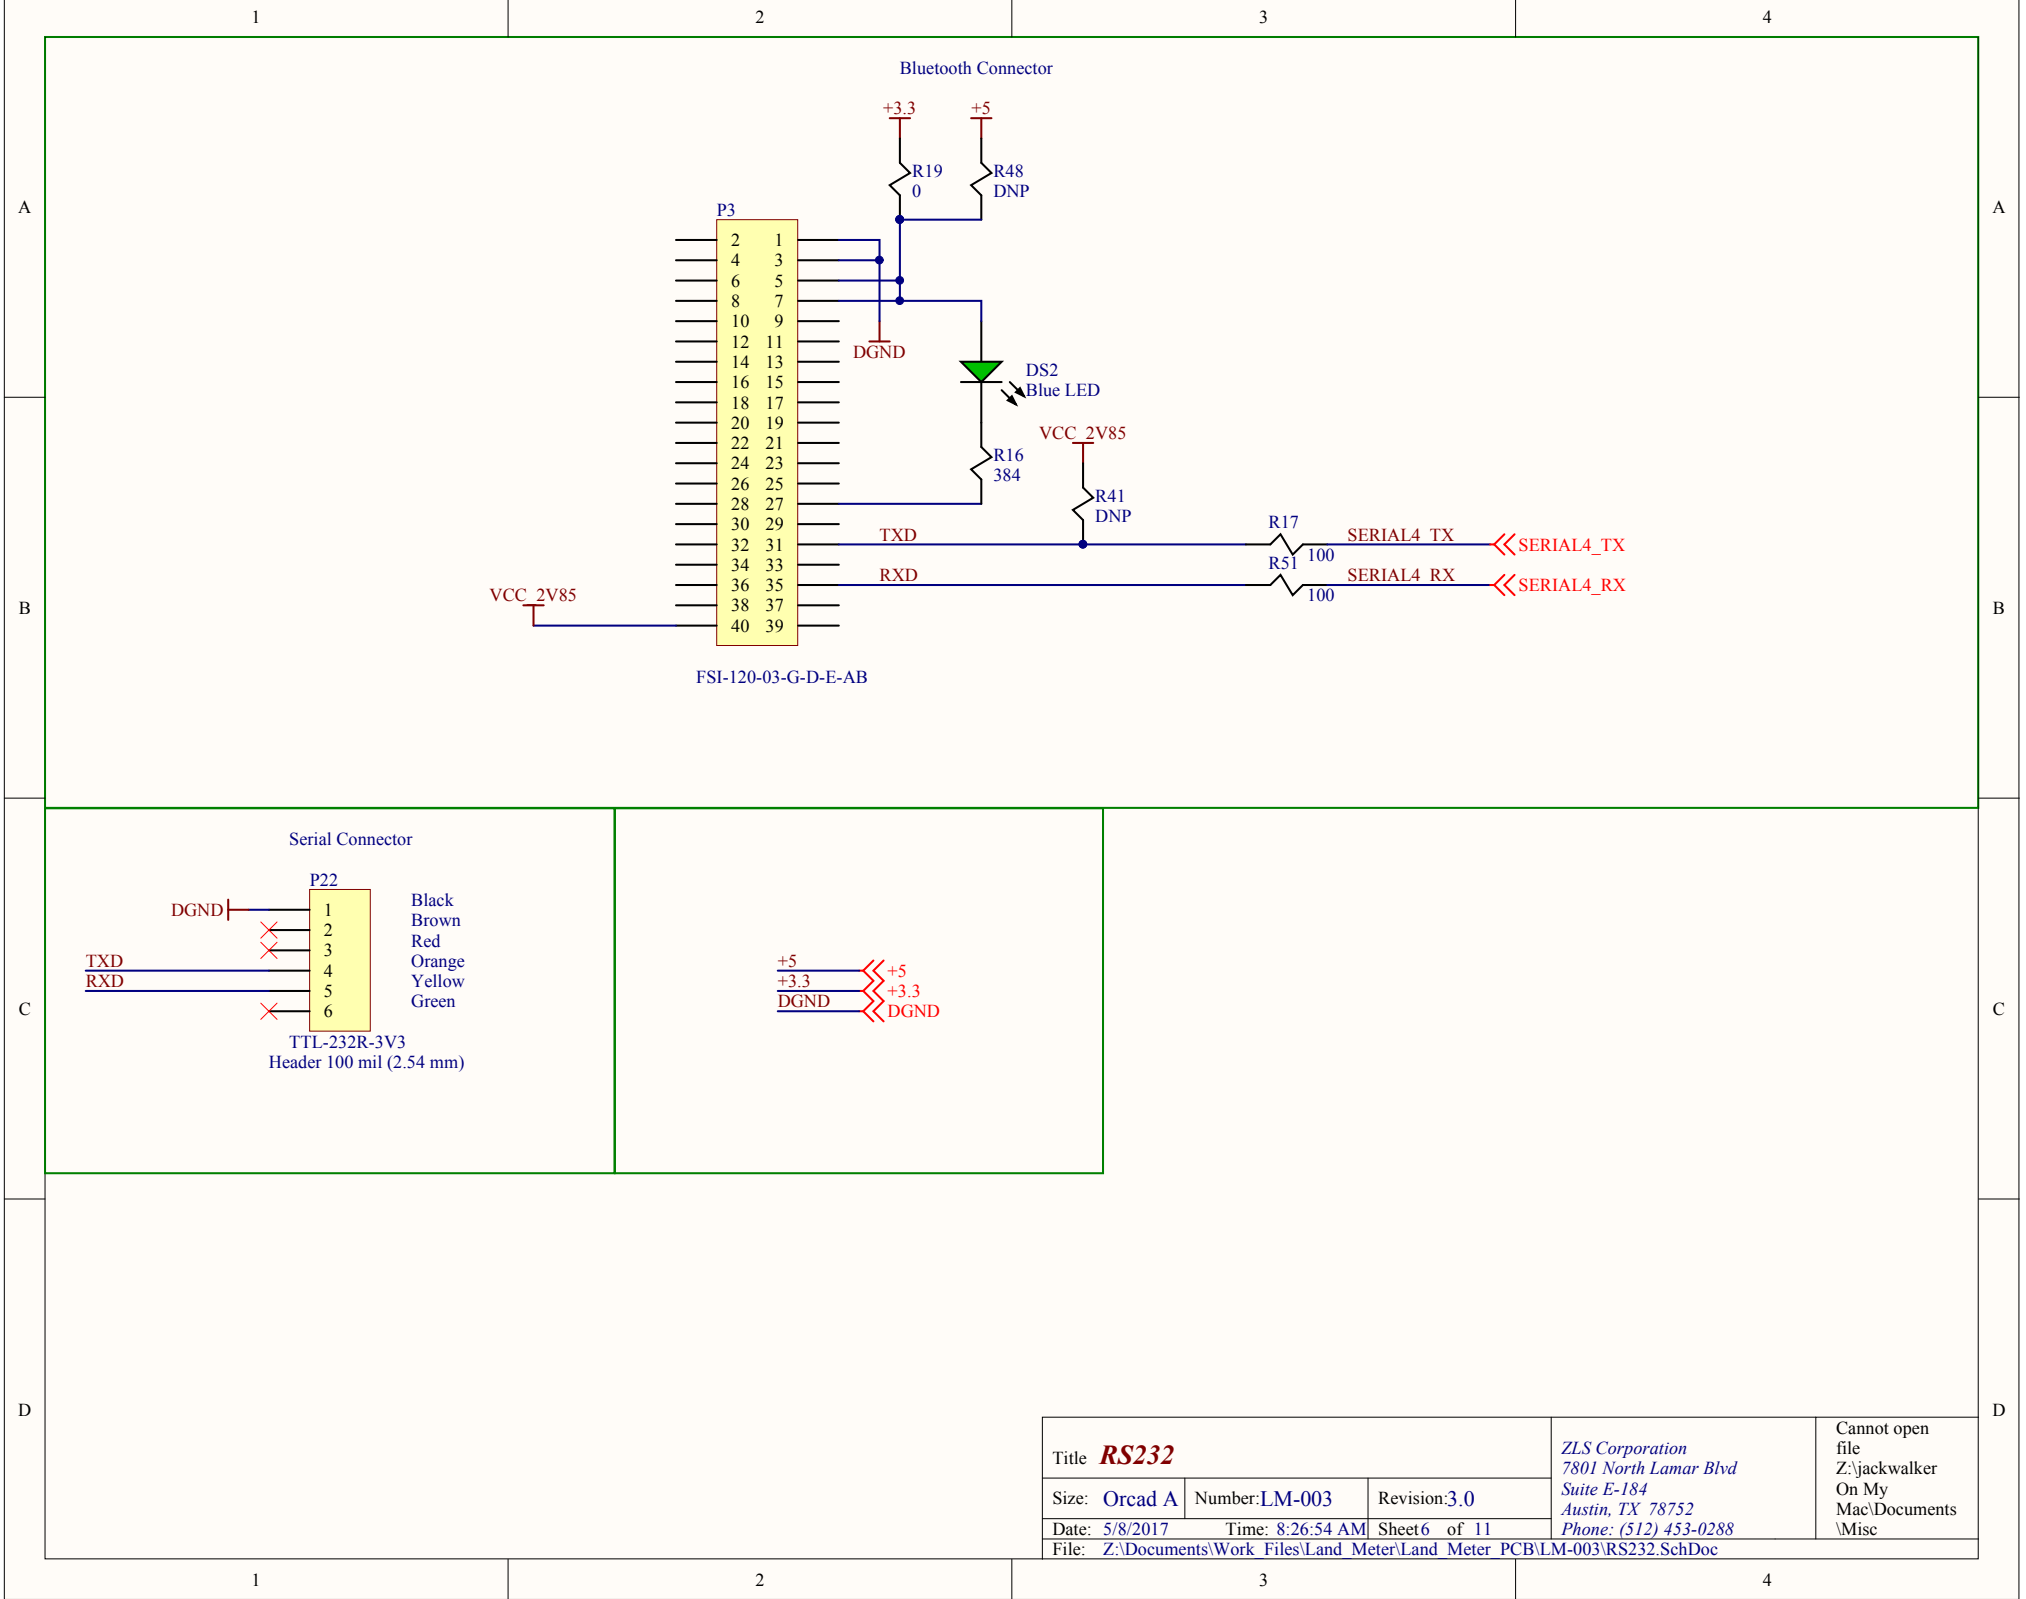 1 2 3 4
Bluetooth Connector
+3.3 +5
R19
0
R48
DNP
A A
P3
2 1
4 3
6 5
8 7
10 9
12 11
14 13
16 15
18 17
20 19
22 21
24 23
26 25
28 27
30 29
32 31
34 33
36 35
38 37
40 39
DGND
DS2
Blue LED
VCC_2V85
R16
384
R41
DNP
TXD
R17
100
SERIAL4_TX
SERIAL4_TX
RXD
R51
100
SERIAL4_RX
SERIAL4_RX
VCC_2V85
B B
FSI-120-03-G-D-E-AB
Serial Connector
P22
DGND
1
2
3
4
5
6
Black
Brown
Red
Orange
Yellow
Green
TXD
RXD
TTL-232R-3V3
Header 100 mil (2.54 mm)
+5 +5
+3.3 +3.3
DGND DGND
C C
D D
Title RS232
Size: Orcad A Number:LM-003 Revision:3.0
Date: 5/8/2017 Time: 8:26:54 AM Sheet6 of 11
File: Z:\Documents\Work_Files\Land_Meter\Land_Meter_PCB\LM-003\RS232.SchDoc
ZLS Corporation
7801 North Lamar Blvd
Suite E-184
Austin, TX 78752
Phone: (512) 453-0288
Cannot open
file
Z:\jackwalker
On My
Mac\Documents
\Misc
1 2 3 4